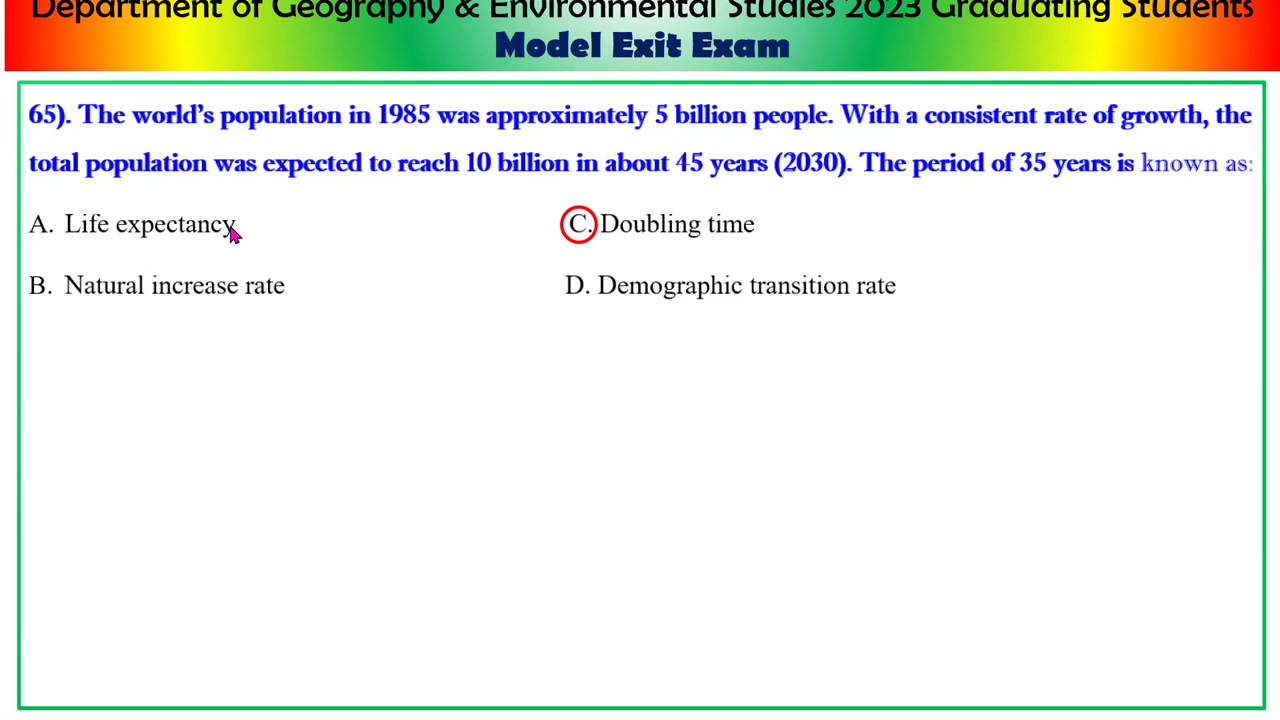 Department of Geography & Environmental Studies 2023 Graduating Students
Model Exit Exam
65). The world's population in 1985 was approximately 5 billion people. With a consistent rate of growth, the
total population was expected to reach 10 billion in about 45 years (2030). The period of 35 years is known as:
A. Life expectancy
C. Doubling time
B. Natural increase rate
D. Demographic transition rate